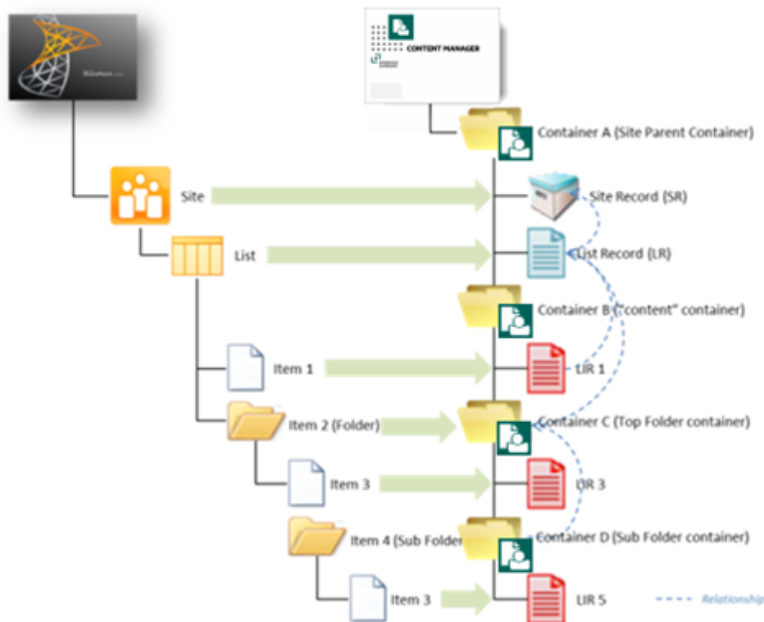 CONTENT MANAGER
Container A (Site Parent Container)
Site
Site Record (SR)
List
List Record (LR)
Container B ("content" container)
Item 1
LIR 1
Item 2 (Folder)
Container C (Top Folder container)
Item 3
LIR 3
Item 4 (Sub Folder
Container D (Sub Folder container)
Item 3
LIR 5
Relationship